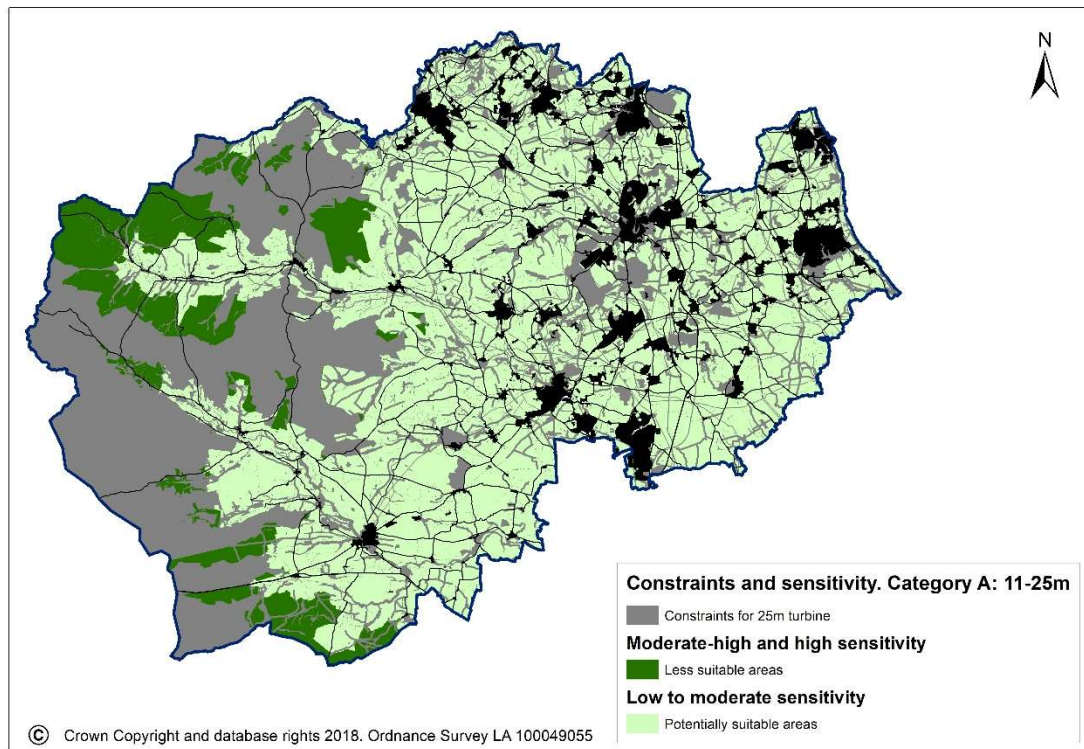 N
Constraints and sensitivity. Category A: 11-25m
Constraints for 25m turbine
Moderate-high and high sensitivity
Less suitable areas
Low to moderate sensitivity
Potentially suitable areas
© Crown Copyright and database rights 2018. Ordnance Survey LA 100049055